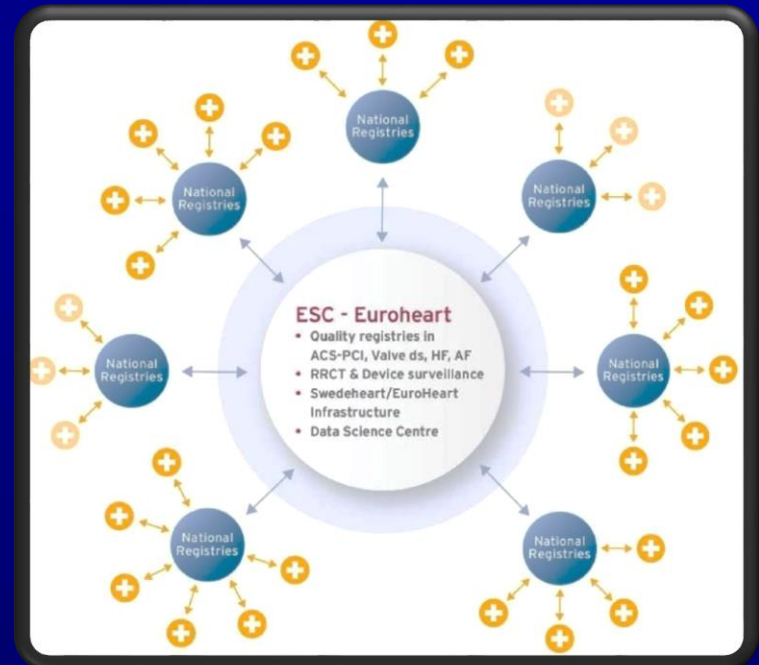 National
Registries
National
Registries
National
Registries
ESC - Euroheart
• Quality registries in
ACS-PCI, Valve ds, HF, AF
• RRCT & Device surveillance
• Swedeheart/EuroHeart
Infrastructure
• Data Science Centre
National
Registries
National
Registries
National
Registries
National
Registries